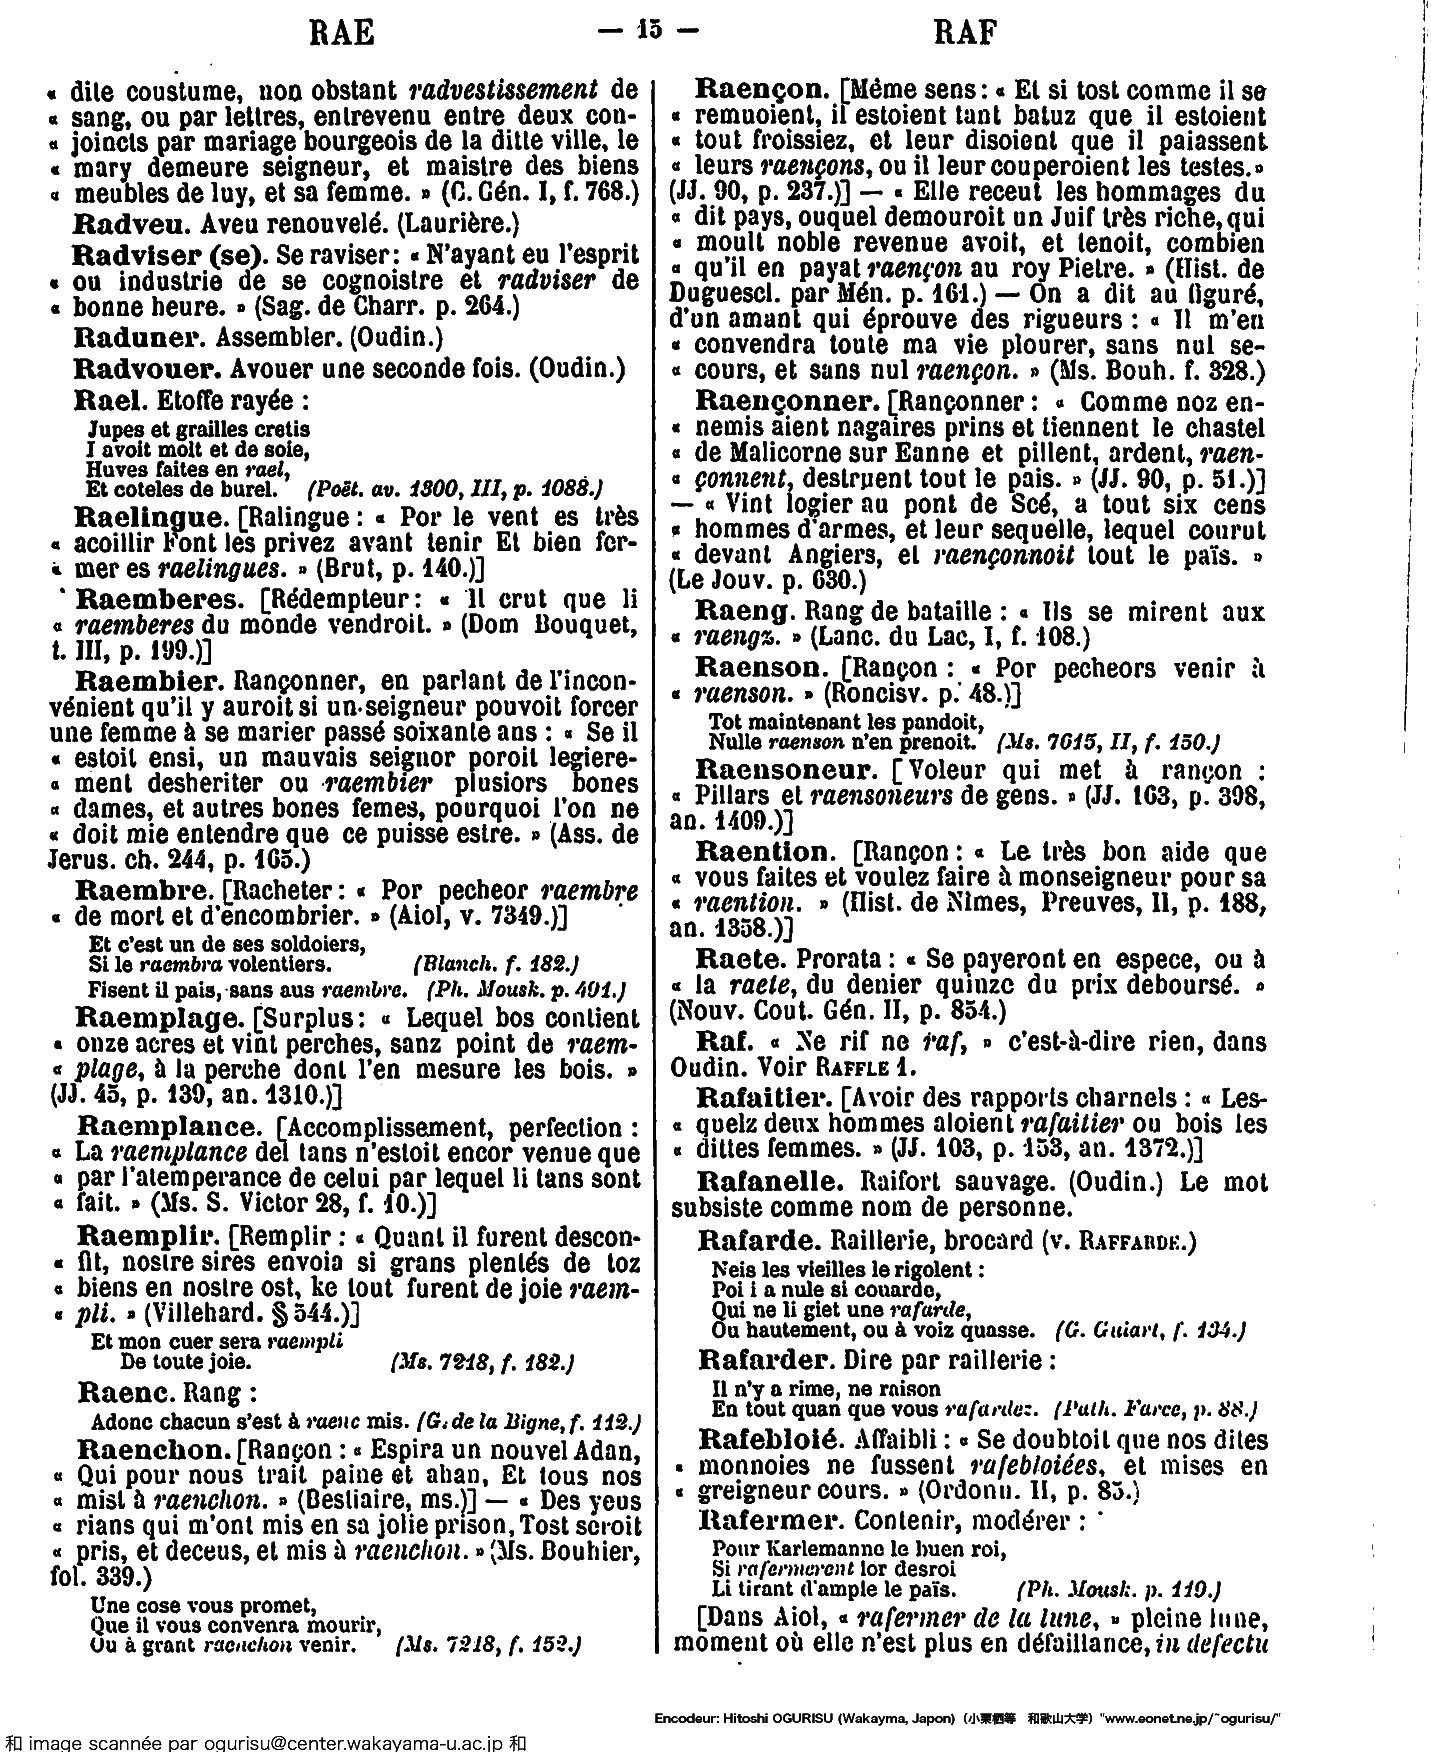 RAE — 15 — RAF
« dite coustume, non obstant radvestissement de
« sang, ou par lettres, entrevenu entre deux con-
« joincts par mariage bourgeois de la ditte ville, le
« mary demeure seigneur, et maistre des biens
« meubles de luy, et sa femme. » (C. Gén. I, f. 768.)
Radveu. Aveu renouvelé. (Laurière.)
Radviser (se). Se raviser: « N'ayant eu l'esprit
« ou industrie de se cognoistre et radviser de
« bonne heure. » (Sag. de Charr. p. 264.)
Raduner. Assembler. (Oudin.)
Radvouer. Avouer une seconde fois. (Oudin.)
Rael. Etoffe rayée :
Jupes et grailles cretis
I avoit moit et de soie,
Huves faites en rael,
Et coteles de burel. (Poët. av. 1300, III, p. 1088.)
Raelingue. [Ralingue : « Por le vent es très
« acoillir Font les privez avant tenir Et bien fer-
« mer es raelingues. » (Brut, p. 140.)]
Raemberes. [Rédempteur: « Il crut que li
« raemberes du monde vendroit. » (Dom Bouquet,
t. III, p. 199.)]
Raembier. Rançonner, en parlant de l'incon-
vénient qu'il y auroit si un seigneur pouvoit forcer
une femme à se marier passé soixante ans : « Se il
« estoit ensi, un mauvais seignor poroit legiere-
« ment desheriter ou raembier plusiors bones
« dames, et autres bones femes, pourquoi l'on ne
« doit mie entendre que ce puisse estre. » (Ass. de
Jerus. ch. 244, p. 165.)
Raembre. [Racheter : « Por pecheor raembre
« de mort et d'encombrier. » (Aiol, v. 7349.)]
Et c'est un de ses soldoiers,
Si le raembra volentiers. (Blanch. f. 182.)
Fisent il pais, sans aus raembre. (Ph. Mousk. p. 401.)
Raemplage. [Surplus: « Lequel bos contient
« onze acres et vint perches, sanz point de raem-
« plage, à la perche dont l'en mesure les bois. »
(JJ. 45, p. 139, an. 1310.)]
Raemplance. [Accomplissement, perfection :
« La raemplance del tans n'estoit encor venue que
« par l'atemperance de celui par lequel li tans sont
« fait. » (Ms. S. Victor 28, f. 10.)]
Raemplir. [Remplir : « Quant il furent descon-
« fit, nostre sires envoia si grans plentés de toz
« biens en nostre ost, ke tout furent de joie raem-
« pli. » (Villehard. § 544.)]
Et mon cuer sera raempli
De toute joie. (Ms. 7218, f. 182.)
Raenc. Rang :
Adonc chacun s'est à raenc mis. (G. de la Bigne, f. 112.)
Raenchon. [Rançon : « Espira un nouvel Adan,
« Qui pour nous trait paine et ahan, Et tous nos
« mist à raenchon. » (Bestiaire, ms.)] — « Des yeus
« rians qui m'ont mis en sa jolie prison, Tost seroit
« pris, et deceus, et mis à raenchon. » (Ms. Bouhier,
fol. 339.)
Une cose vous promet,
Que il vous convenra mourir,
Ou à grant raenchon venir. (Ms. 7218, f. 152.)
Raençon. [Même sens : « Et si tost comme il se
« remuoient, il estoient tant batuz que il estoient
« tout froissiez, et leur disoient que il paiassent
« leurs raençons, ou il leur couperoient les testes. »
(JJ. 90, p. 237.)] — « Elle receut les hommages du
« dit pays, ouquel demouroit un Juif très riche, qui
« moult noble revenue avoit, et tenoit, combien
« qu'il en payat raençon au roy Pietre. » (Hist. de
Duguescl. par Mén. p. 161.) — On a dit au figuré,
d'un amant qui éprouve des rigueurs : « Il m'en
« convendra toute ma vie plourer, sans nul se-
« cours, et sans nul raençon. » (Ms. Bouh. f. 328.)
Raençonner. [Rançonner : « Comme noz en-
« nemis aient nagaires prins et tiennent le chastel
« de Malicorne sur Eanne et pillent, ardent, raen-
« çonnent, destruent tout le pais. » (JJ. 90, p. 51.)]
— « Vint logier au pont de Scé, a tout six cens
« hommes d'armes, et leur sequelle, lequel courut
« devant Angiers, et raençonnoit tout le païs. »
(Le Jouv. p. 630.)
Raeng. Rang de bataille : « Ils se mirent aux
« raengz. » (Lanc. du Lac, I, f. 108.)
Raenson. [Rançon : « Por pecheors venir à
« raenson. » (Roncisv. p. 48.)]
Tot maintenant les pandoit,
Nulle raenson n'en prenoit. (Ms. 7615, II, f. 150.)
Raensoneur. [Voleur qui met à rançon :
« Pillars et raensoneurs de gens. » (JJ. 163, p. 398,
an. 1409.)]
Raention. [Rançon : « Le très bon aide que
« vous faites et voulez faire à monseigneur pour sa
« raention. » (Hist. de Nimes, Preuves, II, p. 188,
an. 1358.)]
Raete. Prorata : « Se payeront en espece, ou à
« la raete, du denier quinze du prix deboursé. »
(Nouv. Cout. Gén. II, p. 854.)
Raf. « Ne rif ne raf, » c'est-à-dire rien, dans
Oudin. Voir RAFFLE 1.
Rafaitier. [Avoir des rapports charnels : « Les-
« quelz deux hommes aloient rafaitier ou bois les
« dittes femmes. » (JJ. 103, p. 153, an. 1372.)]
Rafanelle. Raifort sauvage. (Oudin.) Le mot
subsiste comme nom de personne.
Rafarde. Raillerie, brocard (v. RAFFARDE.)
Neis les vieilles le rigolent :
Poi i a nule si couarde,
Qui ne li giet une rafarde,
Ou hautement, ou à voiz quasse. (G. Guiart, f. 134.)
Rafarder. Dire par raillerie :
Il n'y a rime, ne raison
En tout quan que vous rafardez. (Path. Farce, p. 88.)
Rafebloié. Affaibli : « Se doubtoit que nos dites
« monnoies ne fussent rafebloiées, et mises en
« greigneur cours. » (Ordonn. II, p. 85.)
Rafermer. Contenir, modérer :
Pour Karlemanne le buen roi,
Si rafermerent lor desroi
Li tirant d'ample le païs. (Ph. Mousk. p. 119.)
[Dans Aiol, « rafermer de la lune, » pleine lune,
moment où elle n'est plus en défaillance, in defectu
Encodeur: Hitoshi OGURISU (Wakayma, Japon) (小栗栖等 和歌山大学) "www.eonet.ne.jp/~ogurisu/"
和 image scannée par ogurisu@center.wakayama-u.ac.jp 和